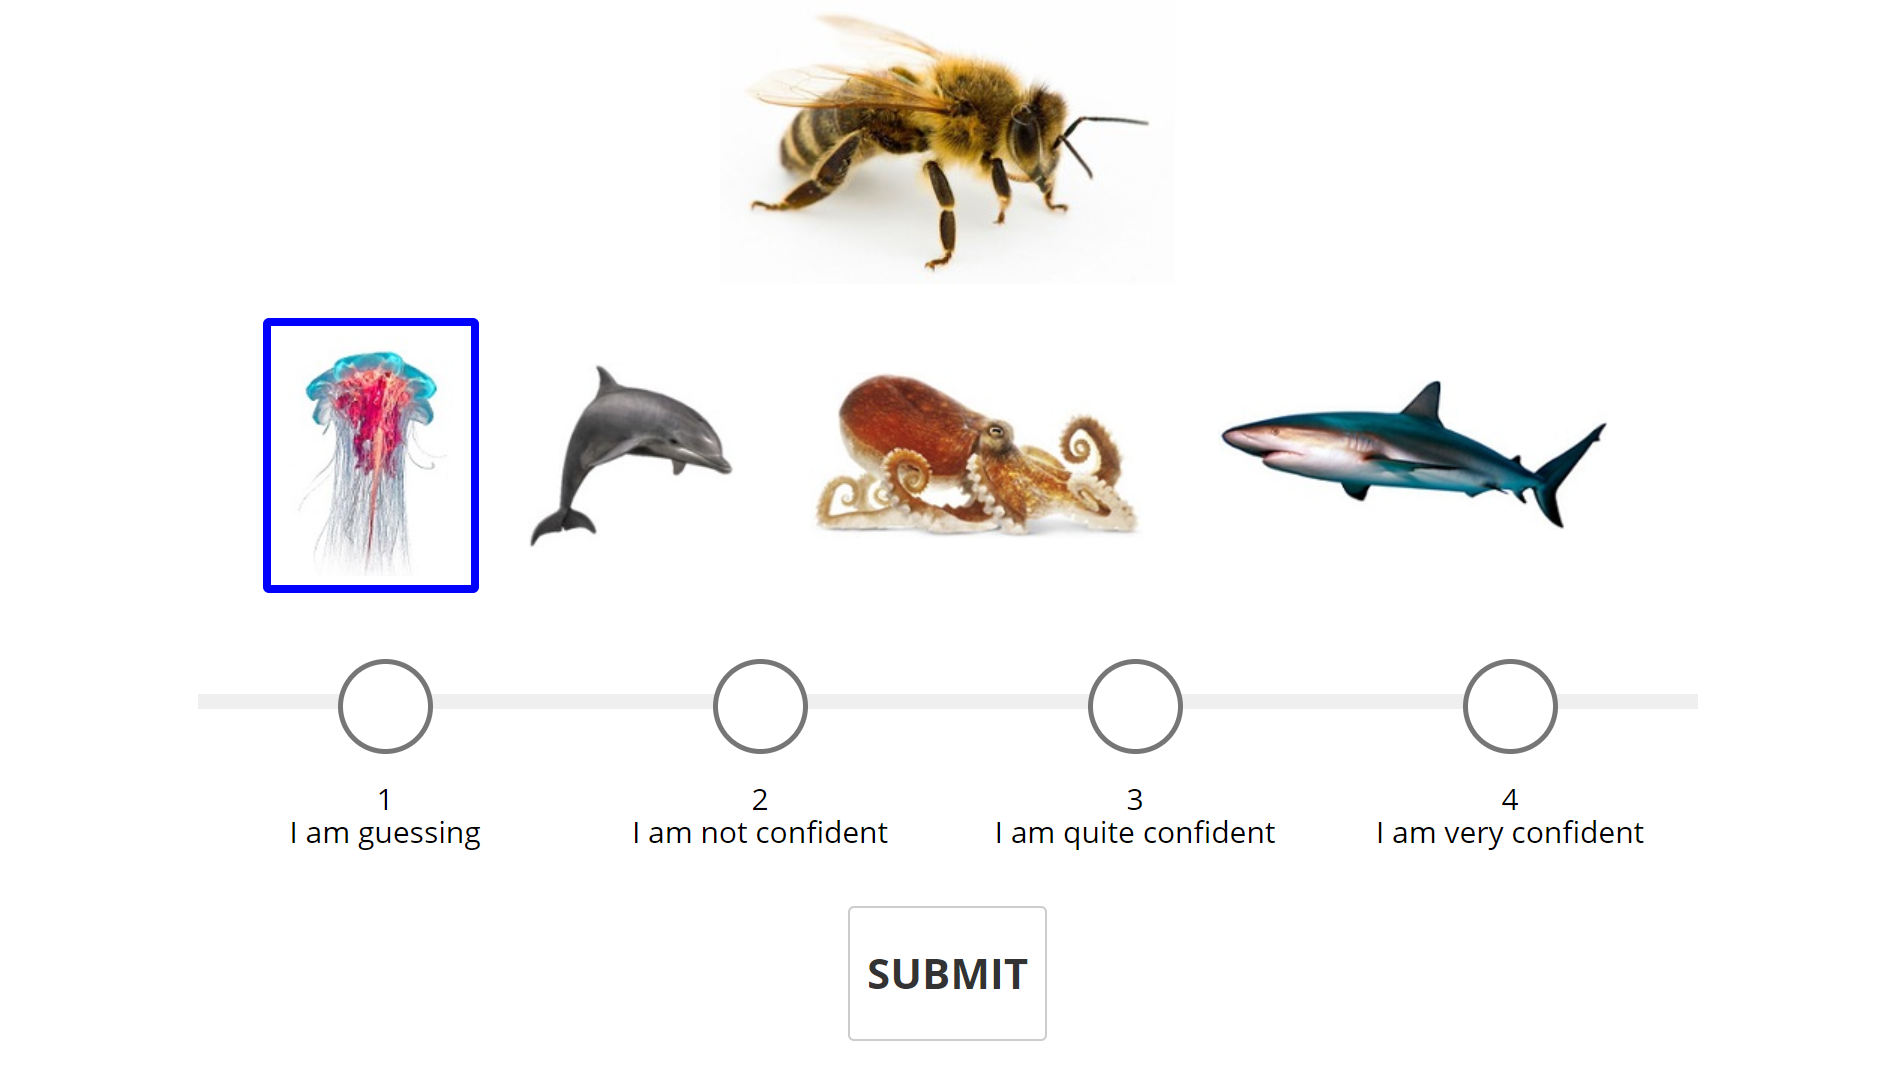 1
I am guessing
2
I am not confident
3
I am quite confident
4
I am very confident
SUBMIT